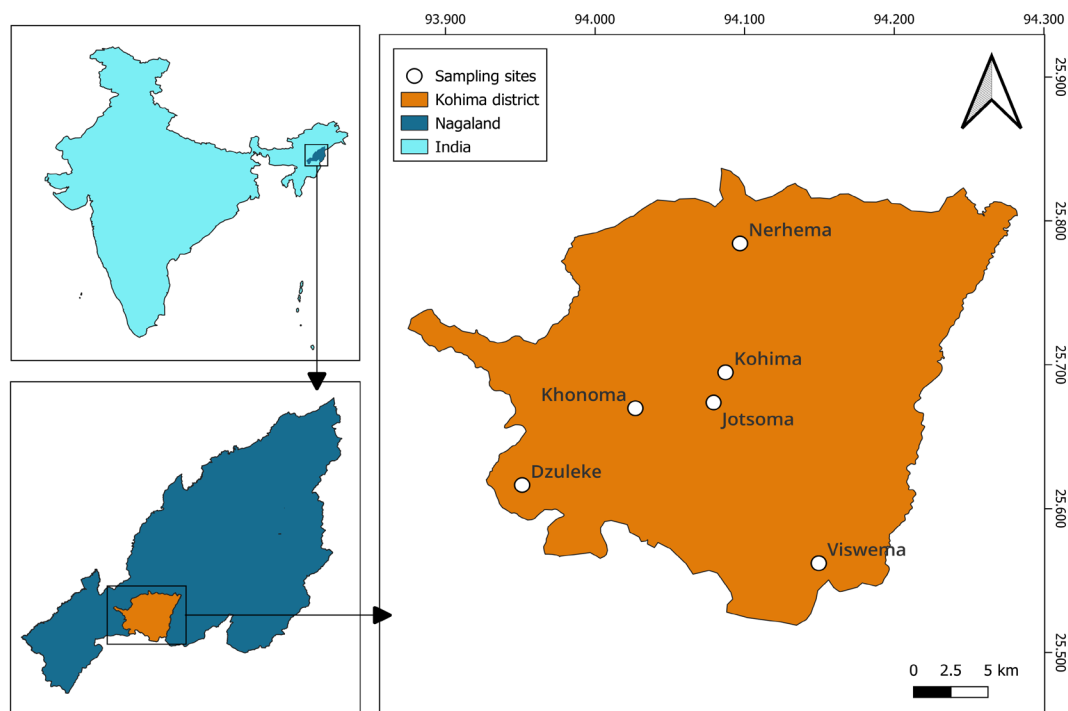 93.900 94.000 94.100 94.200 94.300
Sampling sites
Kohima district
Nagaland
India
25.900
25.800
25.700
25.600
25.500
Nerhema
Kohima
Khonoma
Jotsoma
Dzuleke
Viswema
0 2.5 5 km